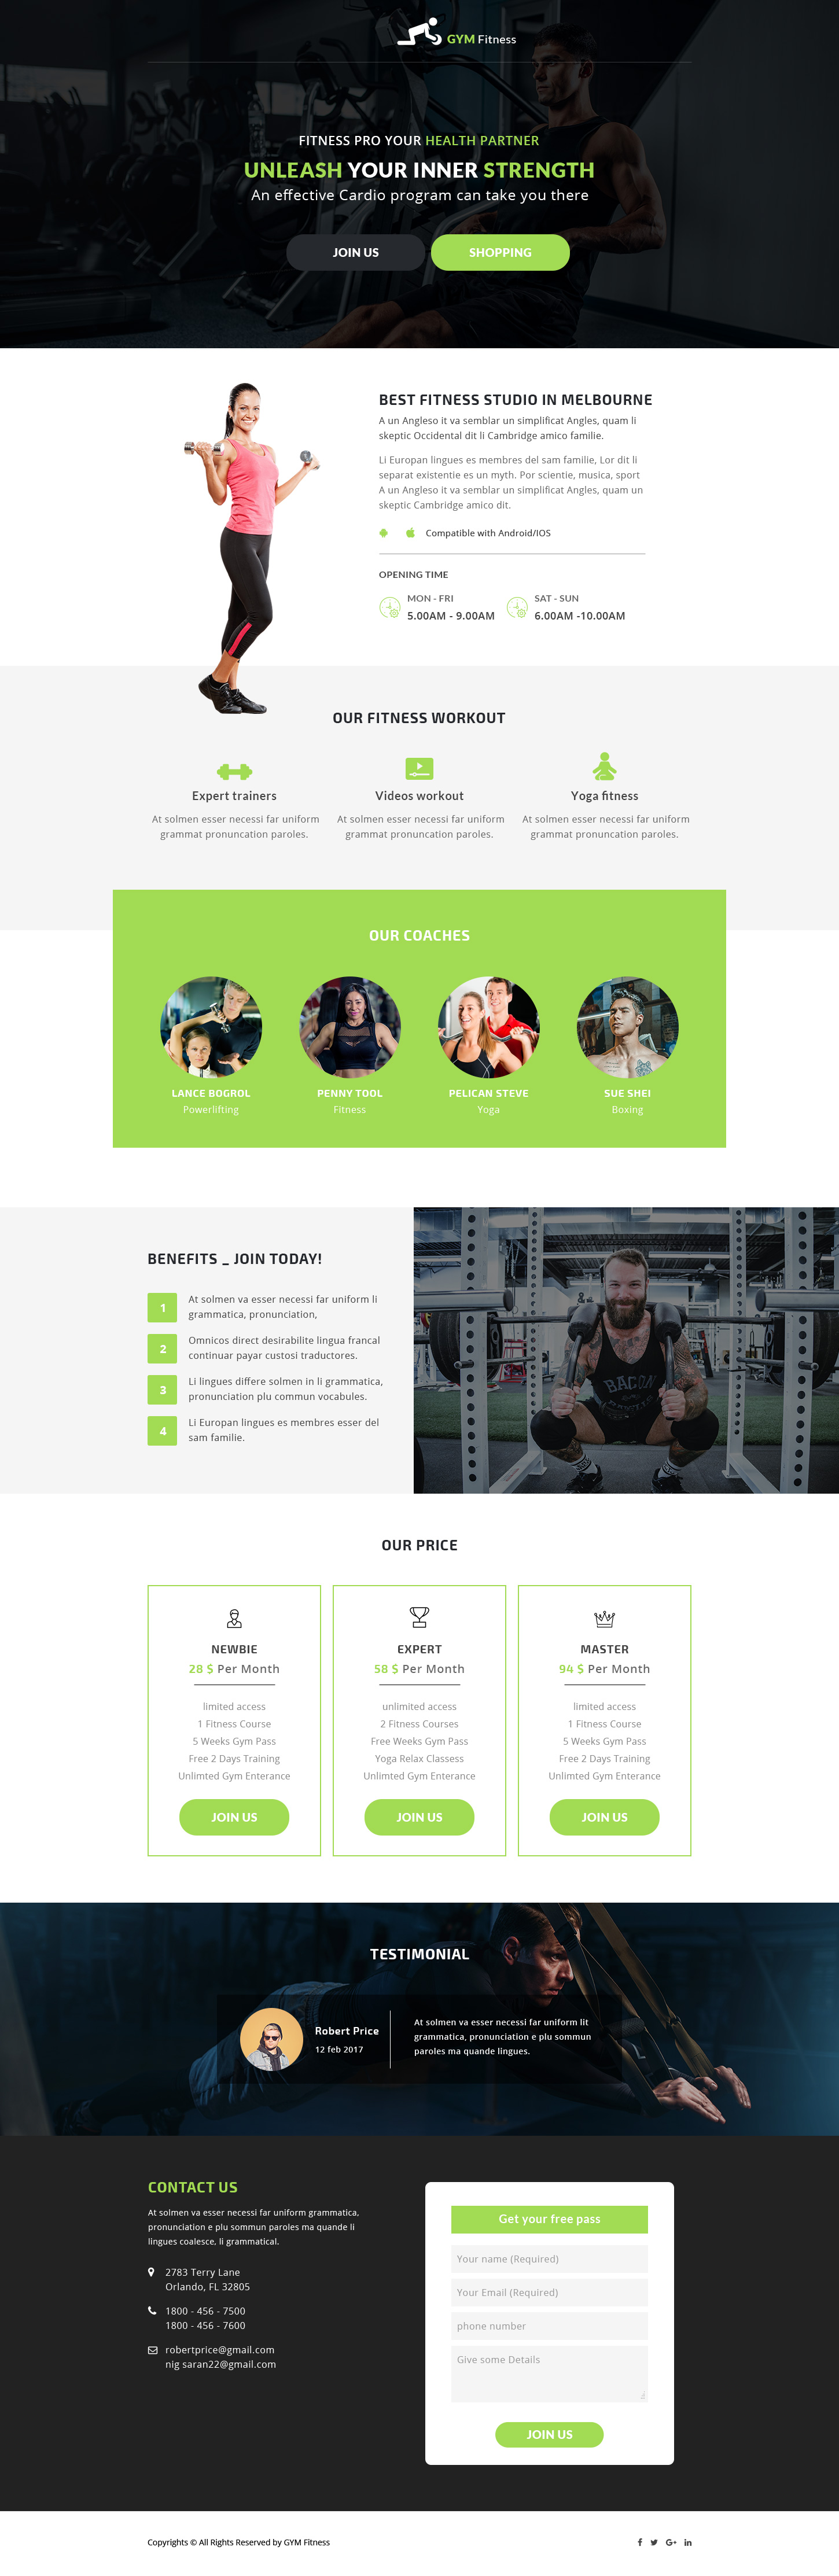 GYM Fitness
FITNESS PRO YOUR HEALTH PARTNER
UNLEASH YOUR INNER STRENGTH
An effective Cardio program can take you there
JOIN US
SHOPPING
BEST FITNESS STUDIO IN MELBOURNE
A un Angleso it va semblar un simplificat Angles, quam li
skeptic Occidental dit li Cambridge amico familie.
Li Europan lingues es membres del sam familie, Lor dit li
separat existentie es un myth. Por scientie, musica, sport
A un Angleso it va semblar un simplificat Angles, quam un
skeptic Cambridge amico dit.
Compatible with Android/IOS
OPENING TIME
MON - FRI
5.00AM - 9.00AM
SAT - SUN
6.00AM -10.00AM
OUR FITNESS WORKOUT
Expert trainers
At solmen esser necessi far uniform
grammat pronuncation paroles.
Videos workout
At solmen esser necessi far uniform
grammat pronuncation paroles.
Yoga fitness
At solmen esser necessi far uniform
grammat pronuncation paroles.
OUR COACHES
LANCE BOGROL
Powerlifting
PENNY TOOL
Fitness
PELICAN STEVE
Yoga
SUE SHEI
Boxing
BENEFITS _ JOIN TODAY!
1
At solmen va esser necessi far uniform li
grammatica, pronunciation,
2
Omnicos direct desirabilite lingua francal
continuar payar custosi traductores.
3
Li lingues differe solmen in li grammatica,
pronunciation plu commun vocabules.
4
Li Europan lingues es membres esser del
sam familie.
BACON
OUR PRICE
NEWBIE
28 $ Per Month
limited access
1 Fitness Course
5 Weeks Gym Pass
Free 2 Days Training
Unlimted Gym Enterance
JOIN US
EXPERT
58 $ Per Month
unlimited access
2 Fitness Courses
Free Weeks Gym Pass
Yoga Relax Classess
Unlimted Gym Enterance
JOIN US
MASTER
94 $ Per Month
limited access
1 Fitness Course
5 Weeks Gym Pass
Free 2 Days Training
Unlimted Gym Enterance
JOIN US
TESTIMONIAL
Robert Price
12 feb 2017
At solmen va esser necessi far uniform lit
grammatica, pronunciation e plu sommun
paroles ma quande lingues.
CONTACT US
At solmen va esser necessi far uniform grammatica,
pronunciation e plu sommun paroles ma quande li
lingues coalesce, li grammatical.
2783 Terry Lane
Orlando, FL 32805
1800 - 456 - 7500
1800 - 456 - 7600
robertprice@gmail.com
nig saran22@gmail.com
Get your free pass
Your name (Required)
Your Email (Required)
phone number
Give some Details
JOIN US
Copyrights © All Rights Reserved by GYM Fitness